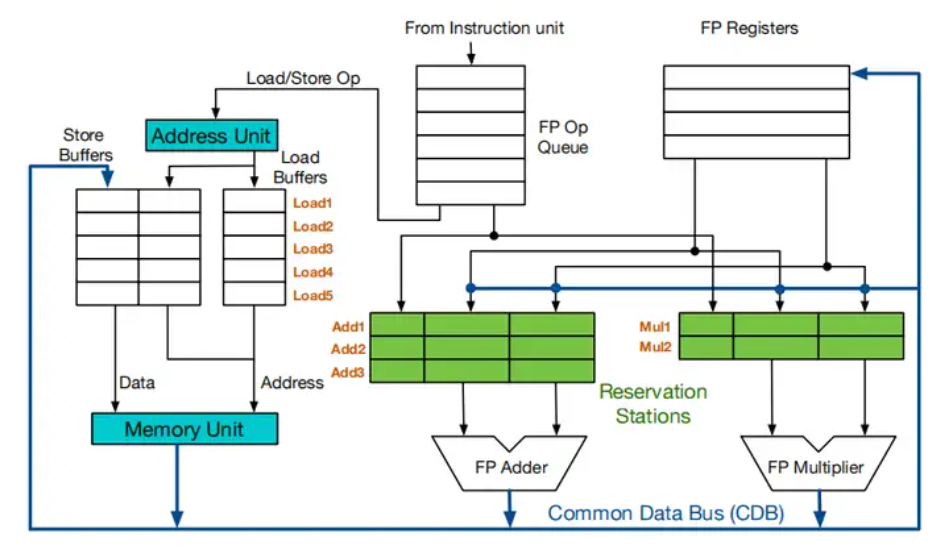 From Instruction unit
FP Registers
Load/Store Op
Address Unit
Store
Buffers
Load
Buffers
FP Op
Queue
Load1
Load2
Load3
Load4
Load5
Add1
Add2
Add3
Mul1
Mul2
Reservation
Stations
Data
Address
Memory Unit
FP Adder
FP Multiplier
Common Data Bus (CDB)